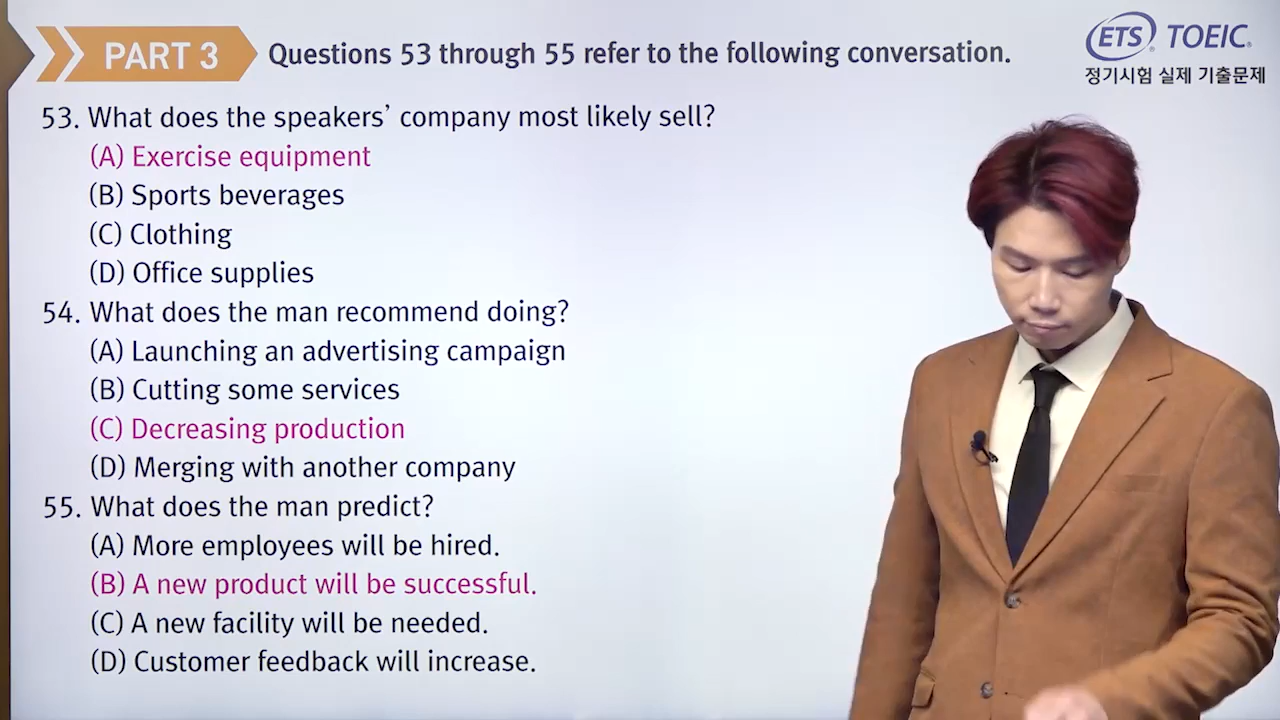 PART 3
Questions 53 through 55 refer to the following conversation.
ETS TOEIC
정기시험 실제 기출문제
53. What does the speakers’ company most likely sell?
(A) Exercise equipment
(B) Sports beverages
(C) Clothing
(D) Office supplies
54. What does the man recommend doing?
(A) Launching an advertising campaign
(B) Cutting some services
(C) Decreasing production
(D) Merging with another company
55. What does the man predict?
(A) More employees will be hired.
(B) A new product will be successful.
(C) A new facility will be needed.
(D) Customer feedback will increase.